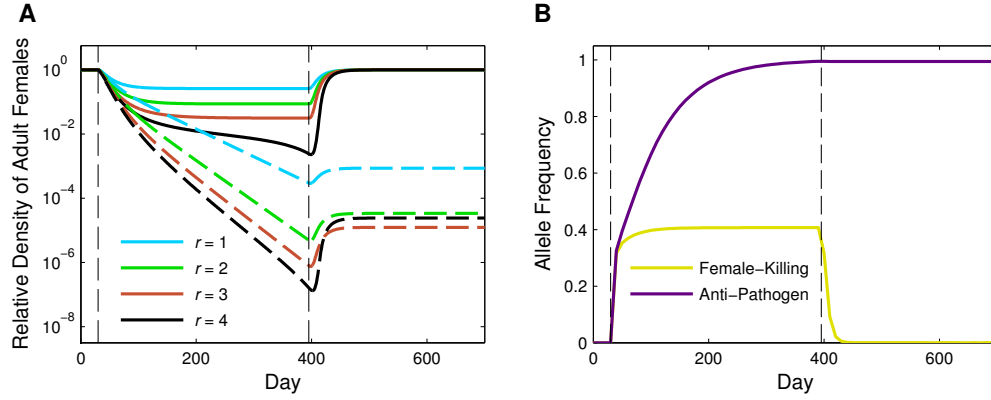 A
Relative Density of Adult Females
10^0
10^0
10^-2
10^-4
10^-6
10^-8
r = 1
r = 2
r = 3
r = 4
0
200
400
600
Day
B
Allele Frequency
1
0.8
0.6
0.4
0.2
0
Female-Killing
Anti-Pathogen
0
200
400
600
Day